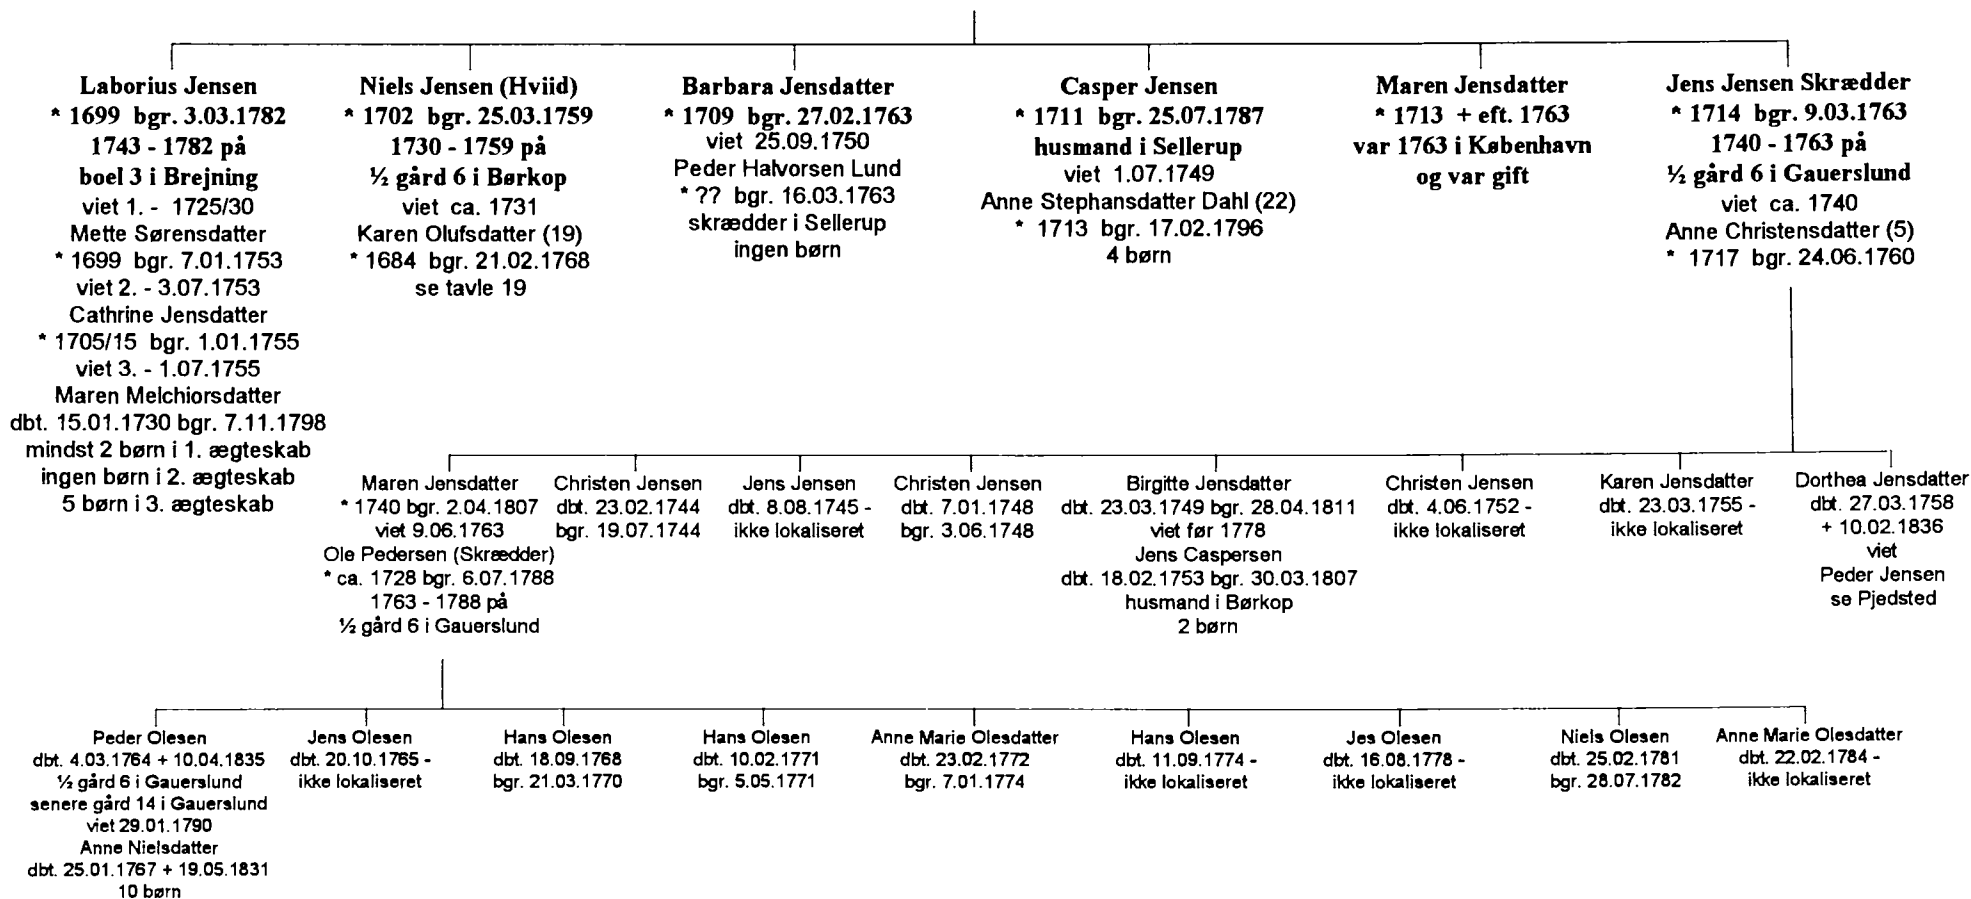 Laborius Jensen
* 1699 bgr. 3.03.1782
1743 - 1782 på
boel 3 i Brejning
viet 1. - 1725/30
Mette Sørensdatter
* 1699 bgr. 7.01.1753
viet 2. - 3.07.1753
Cathrine Jensdatter
* 1705/15 bgr. 1.01.1755
viet 3. - 1.07.1755
Maren Melchiorsdatter
dbt. 15.01.1730 bgr. 7.11.1798
mindst 2 børn i 1. ægteskab
ingen børn i 2. ægteskab
5 børn i 3. ægteskab
Niels Jensen (Hviid)
* 1702 bgr. 25.03.1759
1730 - 1759 på
½ gård 6 i Børkop
viet ca. 1731
Karen Olufsdatter (19)
* 1684 bgr. 21.02.1768
se tavle 19
Barbara Jensdatter
* 1709 bgr. 27.02.1763
viet 25.09.1750
Peder Halvorsen Lund
* ?? bgr. 16.03.1763
skrædder i Sellerup
ingen børn
Casper Jensen
* 1711 bgr. 25.07.1787
husmand i Sellerup
viet 1.07.1749
Anne Stephansdatter Dahl (22)
* 1713 bgr. 17.02.1796
4 børn
Maren Jensdatter
* 1713 + eft. 1763
var 1763 i København
og var gift
Jens Jensen Skrædder
* 1714 bgr. 9.03.1763
1740 - 1763 på
½ gård 6 i Gauerslund
viet ca. 1740
Anne Christensdatter (5)
* 1717 bgr. 24.06.1760
Maren Jensdatter
* 1740 bgr. 2.04.1807
viet 9.06.1763
Ole Pedersen (Skrædder)
* ca. 1728 bgr. 6.07.1788
1763 - 1788 på
½ gård 6 i Gauerslund
Christen Jensen
dbt. 23.02.1744
bgr. 19.07.1744
Jens Jensen
dbt. 8.08.1745 -
ikke lokaliseret
Christen Jensen
dbt. 7.01.1748
bgr. 3.06.1748
Birgitte Jensdatter
dbt. 23.03.1749 bgr. 28.04.1811
viet før 1778
Jens Caspersen
dbt. 18.02.1753 bgr. 30.03.1807
husmand i Børkop
2 børn
Christen Jensen
dbt. 4.06.1752 -
ikke lokaliseret
Karen Jensdatter
dbt. 23.03.1755 -
ikke lokaliseret
Dorthea Jensdatter
dbt. 27.03.1758
+ 10.02.1836
viet
Peder Jensen
se Pjedsted
Peder Olesen
dbt. 4.03.1764 + 10.04.1835
½ gård 6 i Gauerslund
senere gård 14 i Gauerslund
viet 29.01.1790
Anne Nielsdatter
dbt. 25.01.1767 + 19.05.1831
10 børn
Jens Olesen
dbt. 20.10.1765 -
ikke lokaliseret
Hans Olesen
dbt. 18.09.1768
bgr. 21.03.1770
Hans Olesen
dbt. 10.02.1771
bgr. 5.05.1771
Anne Marie Olesdatter
dbt. 23.02.1772
bgr. 7.01.1774
Hans Olesen
dbt. 11.09.1774 -
ikke lokaliseret
Jes Olesen
dbt. 16.08.1778 -
ikke lokaliseret
Niels Olesen
dbt. 25.02.1781
bgr. 28.07.1782
Anne Marie Olesdatter
dbt. 22.02.1784 -
ikke lokaliseret